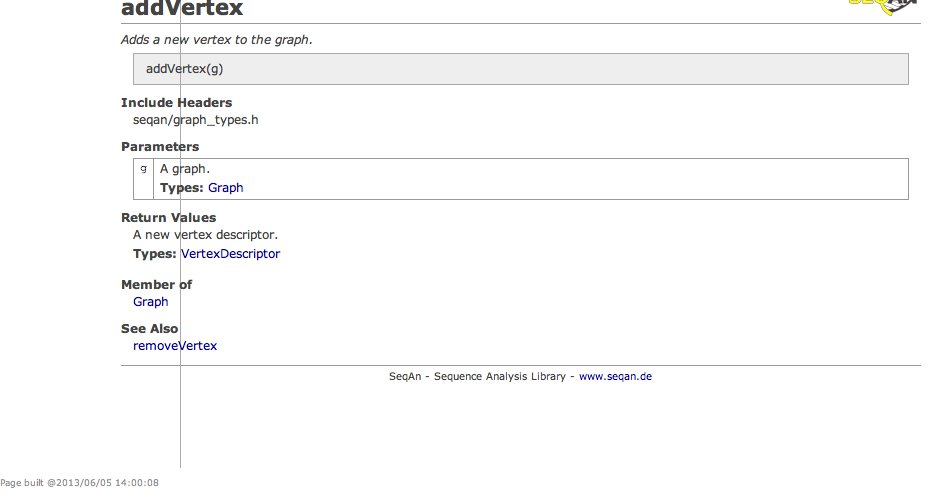 addVertex
Adds a new vertex to the graph.
addVertex(g)
Include Headers
seqan/graph_types.h
Parameters
g A graph.
Types: Graph
Return Values
A new vertex descriptor.
Types: VertexDescriptor
Member of
Graph
See Also
removeVertex
SeqAn - Sequence Analysis Library - www.seqan.de
Page built @2013/06/05 14:00:08